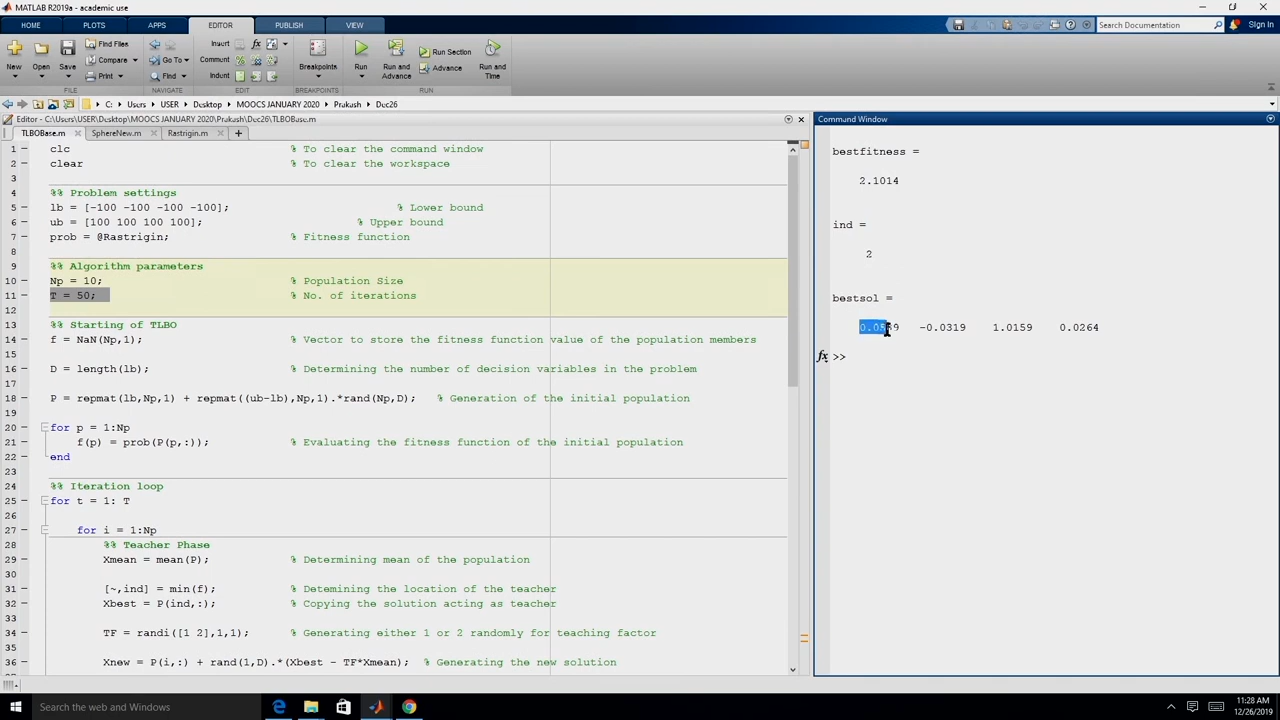 MATLAB R2019a - academic use
HOME PLOTS APPS EDITOR PUBLISH VIEW
Search Documentation
Sign In
New Open Save
Find Files
Compare
Print
Go To
Find
Insert
Comment
Indent
Breakpoints
Run
Run and Advance
Run Section
Advance
Run and Time
FILE NAVIGATE EDIT BREAKPOINTS RUN
C: Users USER Desktop MOOCS JANUARY 2020 Prakash Dec26
Editor - C:\Users\USER\Desktop\MOOCS JANUARY 2020\Prakash\Dec26\TLBOBase.m
TLBOBase.m SphereNew.m Rastrigin.m
1 clc % To clear the command window
2 clear % To clear the workspace
3
4 %% Problem settings
5 lb = [-100 -100 -100 -100]; % Lower bound
6 ub = [100 100 100 100]; % Upper bound
7 prob = @Rastrigin; % Fitness function
8
9 %% Algorithm parameters
10 Np = 10; % Population Size
11 T = 50; % No. of iterations
12
13 %% Starting of TLBO
14 f = NaN(Np,1); % Vector to store the fitness function value of the population members
15
16 D = length(lb); % Determining the number of decision variables in the problem
17
18 P = repmat(lb,Np,1) + repmat((ub-lb),Np,1).*rand(Np,D); % Generation of the initial population
19
20 for p = 1:Np
21 f(p) = prob(P(p,:)); % Evaluating the fitness function of the initial population
22 end
23
24 %% Iteration loop
25 for t = 1: T
26
27 for i = 1:Np
28 %% Teacher Phase
29 Xmean = mean(P); % Determining mean of the population
30
31 [~,ind] = min(f); % Detemining the location of the teacher
32 Xbest = P(ind,:); % Copying the solution acting as teacher
33
34 TF = randi([1 2],1,1); % Generating either 1 or 2 randomly for teaching factor
35
36 Xnew = P(i,:) + rand(1,D).*(Xbest - TF*Xmean); % Generating the new solution
Command Window
bestfitness =
2.1014
ind =
2
bestsol =
-0.0319 1.0159 0.0264
fx >>
Search the web and Windows
11:28 AM
12/26/2019